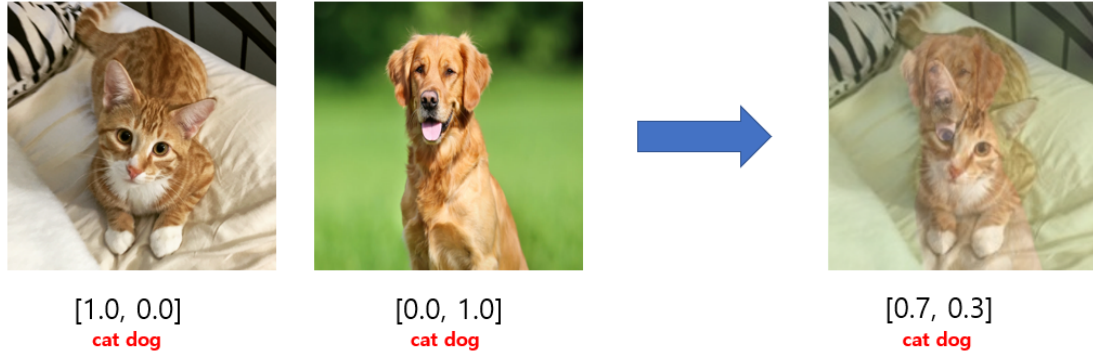 [1.0, 0.0]
cat dog
[0.0, 1.0]
cat dog
[0.7, 0.3]
cat dog